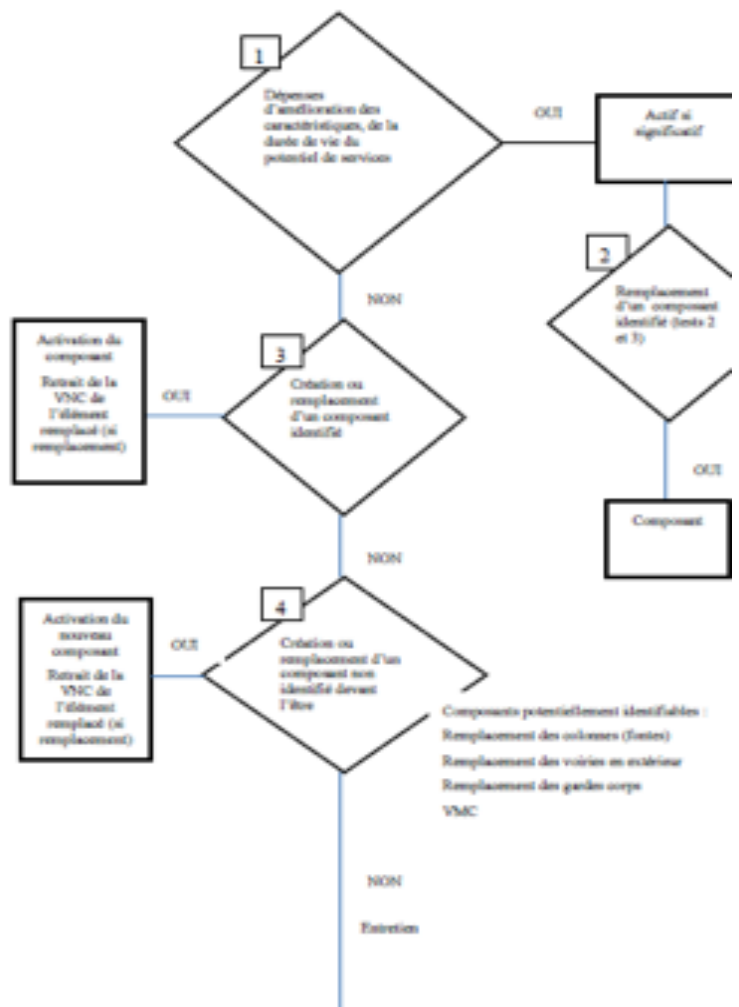 1
Dépenses
d'amélioration des
caractéristiques, de la
durée de vie du
potentiel de services
OUI
Actif si
significatif
2
Remplacement
d'un composant
identifié (tests 2
et 3)
NON
OUI
Composant
3
Création ou
remplacement
d'un composant
identifié
OUI
Activation du
composant
Retrait de la
VNC de
l'élément
remplacé (si
remplacement)
NON
4
Création ou
remplacement d'un
composant non
identifié devant
l'être
OUI
Activation du
nouveau
composant
Retrait de la
VNC de
l'élément
remplacé (si
remplacement)
Composants potentiellement identifiables :
Remplacement des colonnes (fontes)
Remplacement des voiries en extérieur
Remplacement des gardes corps
VMC
NON
Entretien